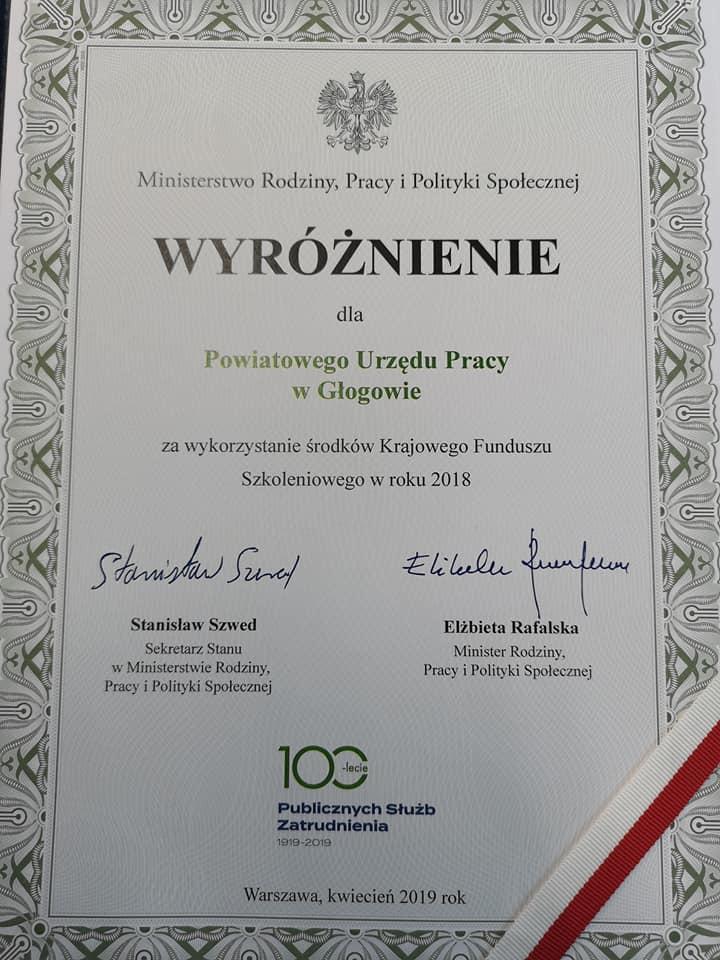 Ministerstwo Rodziny, Pracy i Polityki Społecznej
WYRÓŻNIENIE
dla
Powiatowego Urzędu Pracy
w Głogowie
za wykorzystanie środków Krajowego Funduszu
Szkoleniowego w roku 2018
Stanisław Szwed
Stanisław Szwed
Sekretarz Stanu
w Ministerstwie Rodziny,
Pracy i Polityki Społecznej
Elżbieta Rafalska
Minister Rodziny,
Pracy i Polityki Społecznej
100-lecie
Publicznych Służb
Zatrudnienia
1919-2019
Warszawa, kwiecień 2019 rok